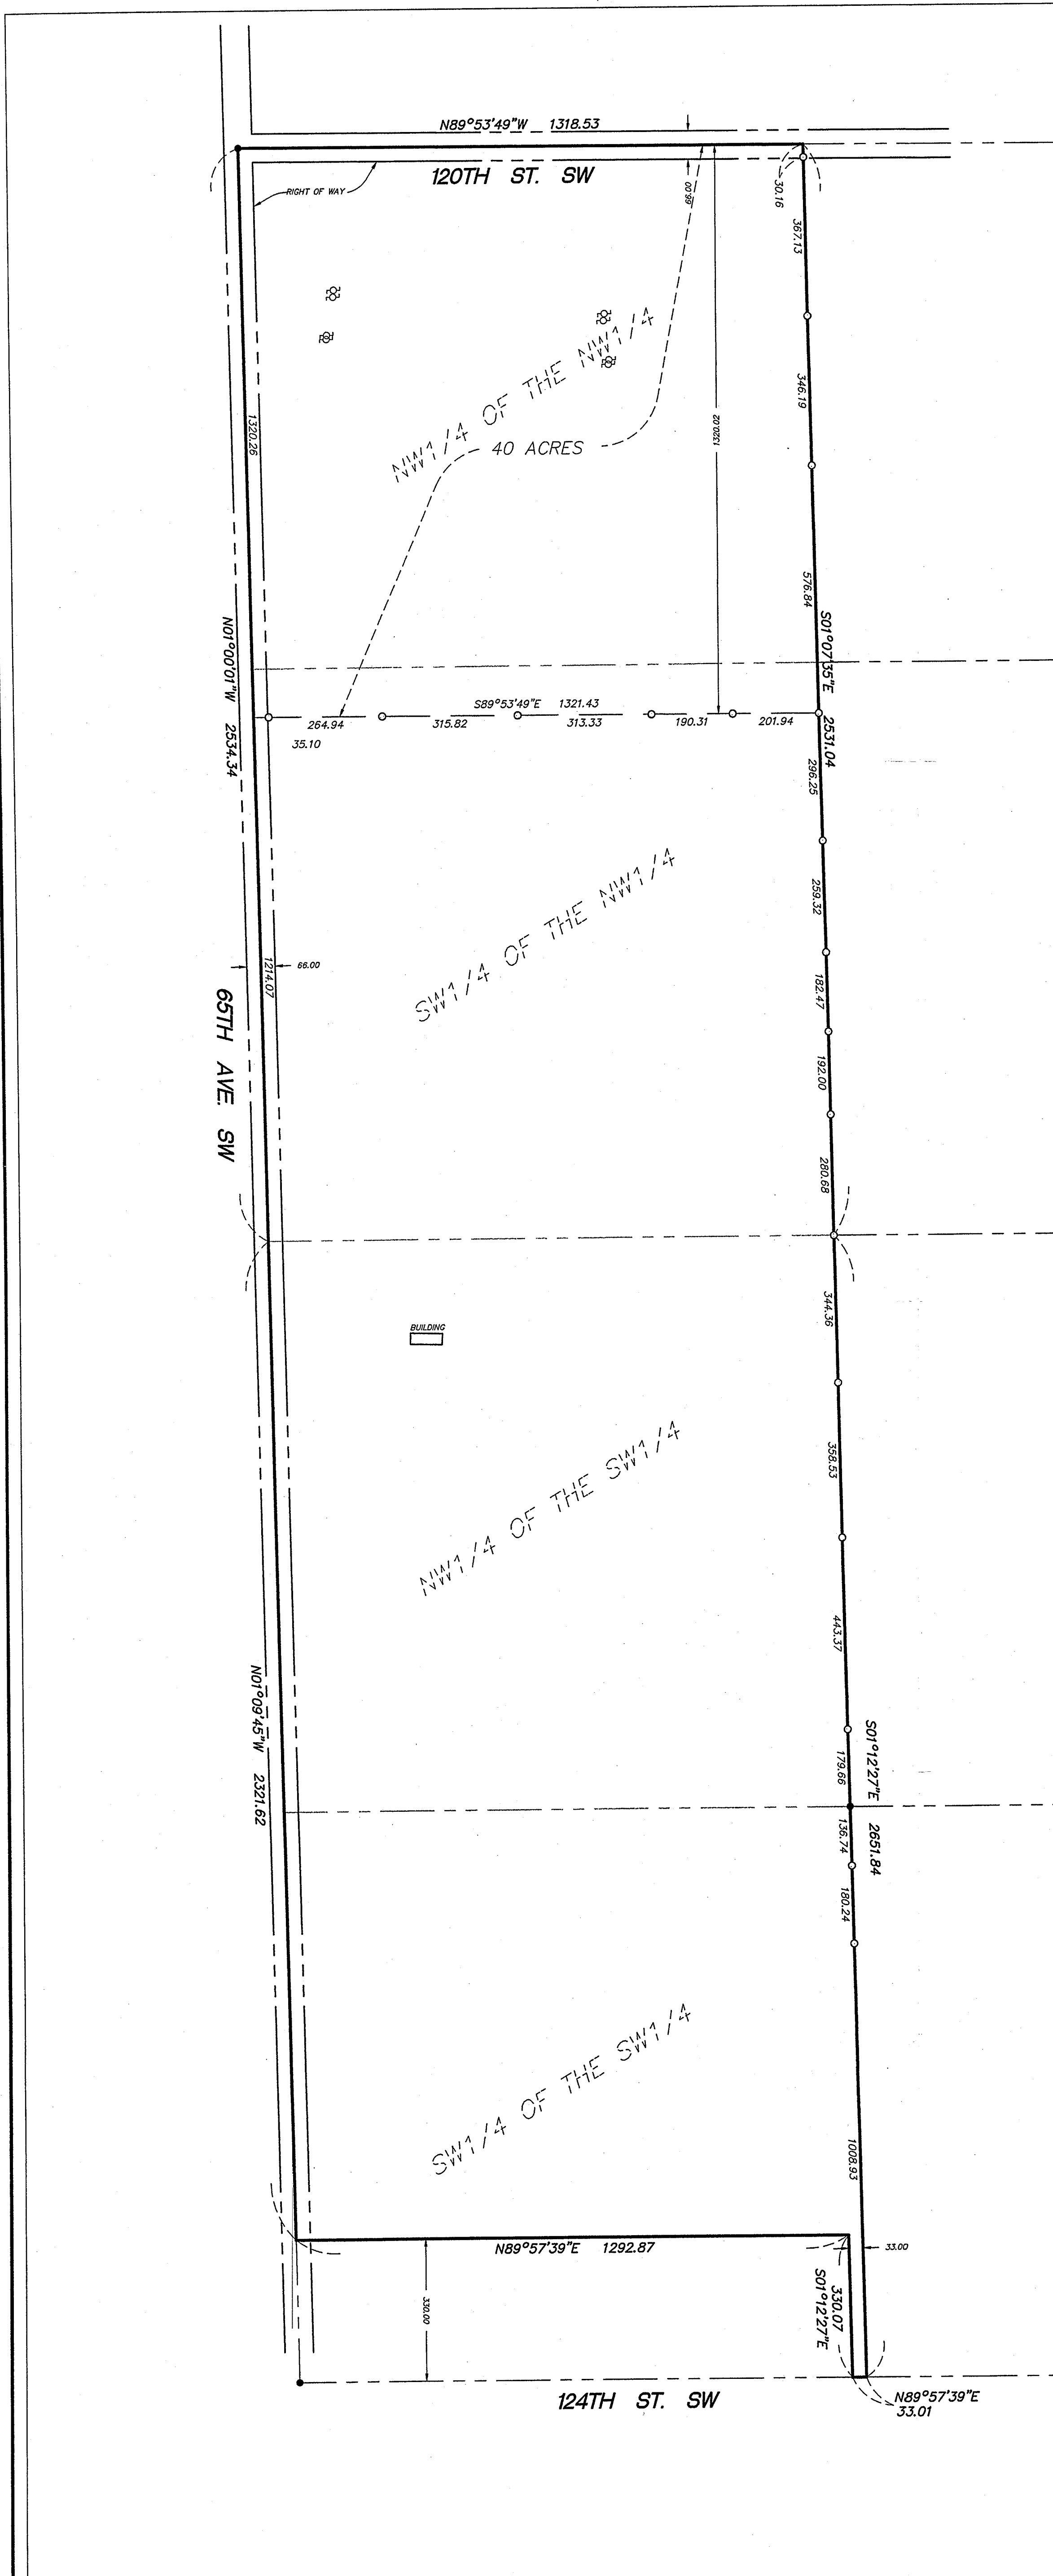 N89°53'49"W 1318.53
120TH ST. SW
RIGHT OF WAY
66.00
30.16
367.13
NW1/4 OF THE NW1/4
346.19
1320.26
1320.02
40 ACRES
576.84
S01°07'35"E 2531.04
N01°00'01"W 2534.34
S89°53'49"E 1321.43
264.94
315.82
313.33
190.31
201.94
35.10
296.25
SW1/4 OF THE NW1/4
259.32
1214.07
66.00
182.47
65TH AVE. SW
192.00
280.68
BUILDING
344.36
NW1/4 OF THE SW1/4
358.53
443.37
N01°09'45"W 2321.62
S01°12'27"E 2651.84
179.66
136.74
180.24
SW1/4 OF THE SW1/4
1008.93
N89°57'39"E 1292.87
33.00
330.00
330.07
S01°12'27"E
124TH ST. SW
N89°57'39"E
33.01